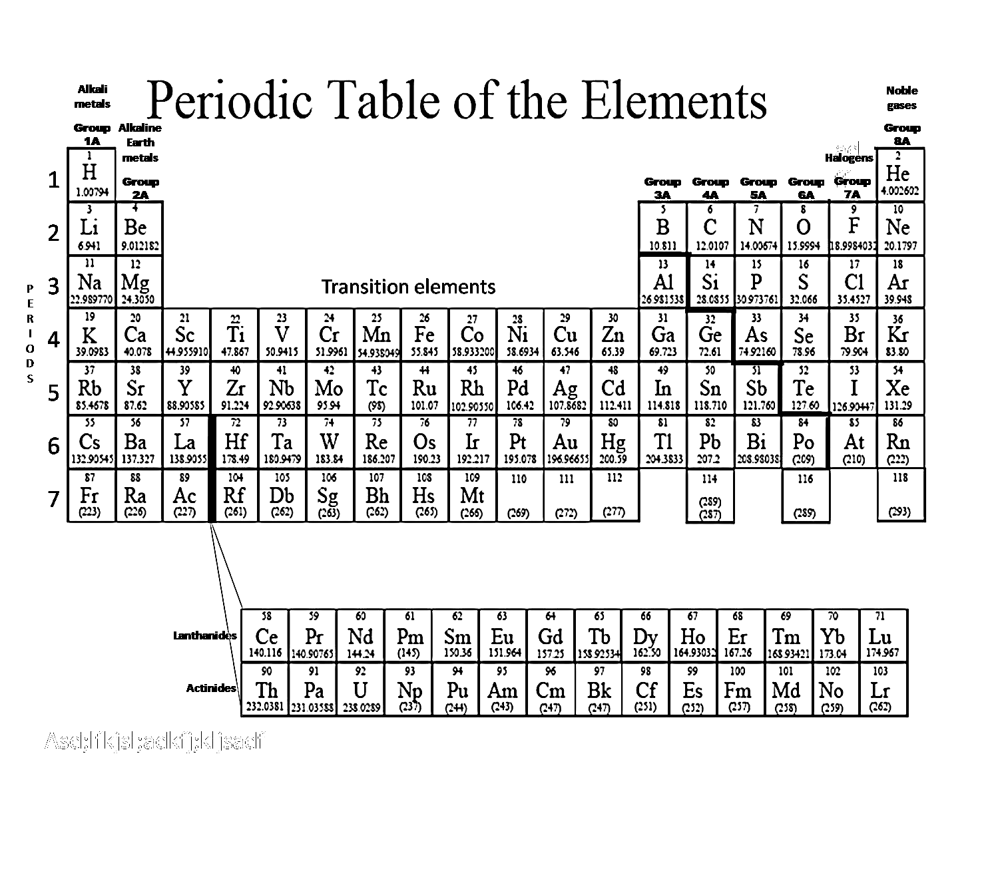 Periodic Table of the Elements
Alkali
metals
Noble
gases
Group
1A
Alkaline
Earth
metals
Group
2A
Halogens
Group
8A
Group
3A
Group
4A
Group
5A
Group
6A
Group
7A
Transition elements
PERIODS
1
1 H 1.00794
2 He 4.002602
2
3 Li 6.941
4 Be 9.012182
5 B 10.811
6 C 12.0107
7 N 14.00674
8 O 15.9994
9 F 18.9984032
10 Ne 20.1797
3
11 Na 22.989770
12 Mg 24.3050
13 Al 26.981538
14 Si 28.0855
15 P 30.973761
16 S 32.066
17 Cl 35.4527
18 Ar 39.948
4
19 K 39.0983
20 Ca 40.078
21 Sc 44.955910
22 Ti 47.867
23 V 50.9415
24 Cr 51.9961
25 Mn 54.938049
26 Fe 55.845
27 Co 58.933200
28 Ni 58.6934
29 Cu 63.546
30 Zn 65.39
31 Ga 69.723
32 Ge 72.61
33 As 74.92160
34 Se 78.96
35 Br 79.904
36 Kr 83.80
5
37 Rb 85.4678
38 Sr 87.62
39 Y 88.90585
40 Zr 91.224
41 Nb 92.90638
42 Mo 95.94
43 Tc (98)
44 Ru 101.07
45 Rh 102.90550
46 Pd 106.42
47 Ag 107.8682
48 Cd 112.411
49 In 114.818
50 Sn 118.710
51 Sb 121.760
52 Te 127.60
53 I 126.90447
54 Xe 131.29
6
55 Cs 132.90545
56 Ba 137.327
57 La 138.9055
72 Hf 178.49
73 Ta 180.9479
74 W 183.84
75 Re 186.207
76 Os 190.23
77 Ir 192.217
78 Pt 195.078
79 Au 196.96655
80 Hg 200.59
81 Tl 204.3833
82 Pb 207.2
83 Bi 208.98038
84 Po (209)
85 At (210)
86 Rn (222)
7
87 Fr (223)
88 Ra (226)
89 Ac (227)
104 Rf (261)
105 Db (262)
106 Sg (263)
107 Bh (262)
108 Hs (265)
109 Mt (266)
110 (269)
111 (272)
112 (277)
114 (289) (287)
116 (289)
118 (293)
Lanthanides
58 Ce 140.116
59 Pr 140.90765
60 Nd 144.24
61 Pm (145)
62 Sm 150.36
63 Eu 151.964
64 Gd 157.25
65 Tb 158.92534
66 Dy 162.50
67 Ho 164.93032
68 Er 167.26
69 Tm 168.93421
70 Yb 173.04
71 Lu 174.967
Actinides
90 Th 232.0381
91 Pa 231.03588
92 U 238.0289
93 Np (237)
94 Pu (244)
95 Am (243)
96 Cm (247)
97 Bk (247)
98 Cf (251)
99 Es (252)
100 Fm (257)
101 Md (258)
102 No (259)
103 Lr (262)